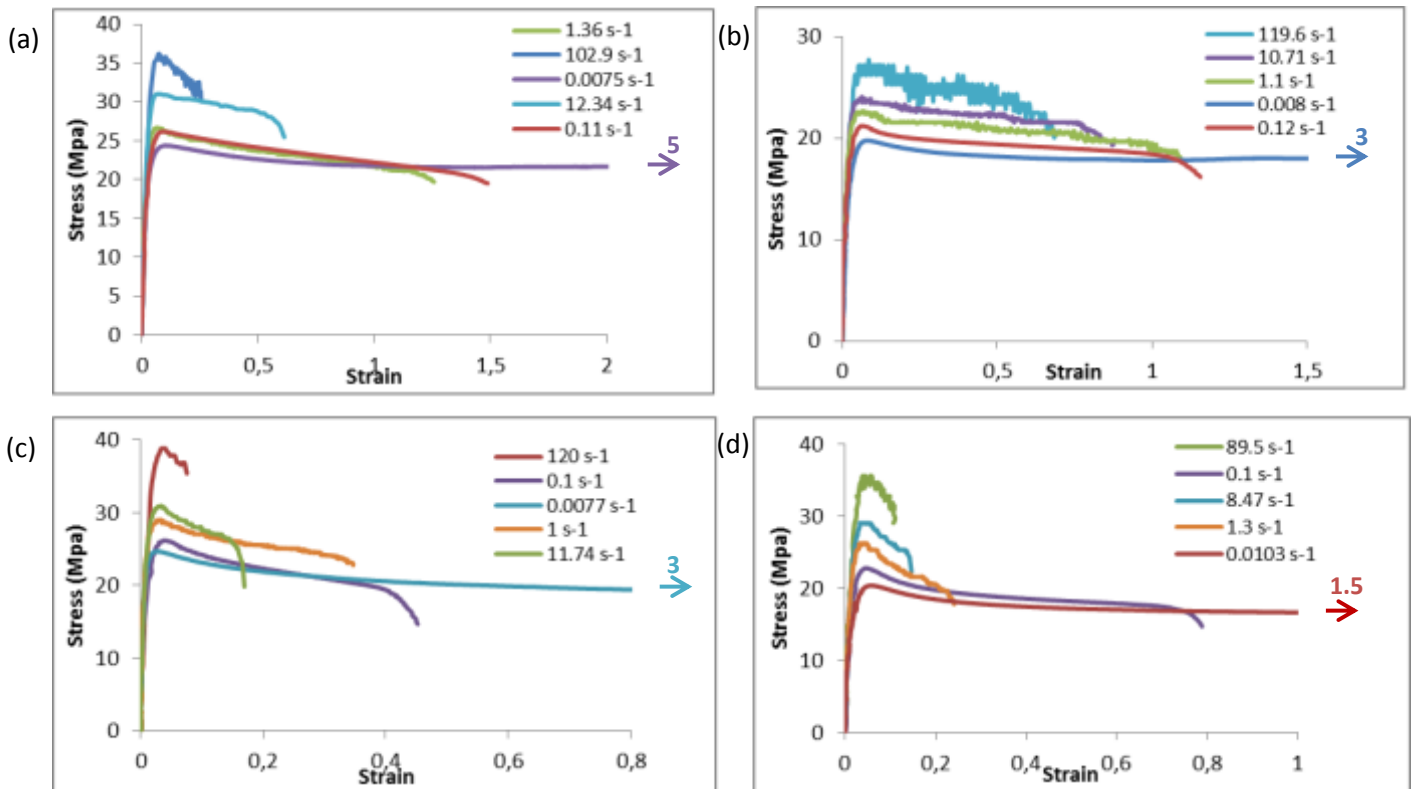 (a)
Stress (Mpa)
40
35
30
25
20
15
10
5
0
0
0,5
1
1,5
2
Strain
1.36 s-1
102.9 s-1
0.0075 s-1
12.34 s-1
0.11 s-1
5
(b)
Stress (Mpa)
30
20
10
0
0
0,5
1
1,5
Strain
119.6 s-1
10.71 s-1
1.1 s-1
0.008 s-1
0.12 s-1
3
(c)
Stress (Mpa)
40
30
20
10
0
0
0,2
0,4
0,6
0,8
Strain
120 s-1
0.1 s-1
0.0077 s-1
1 s-1
11.74 s-1
3
(d)
Stress (Mpa)
40
30
20
10
0
0
0,2
0,4
0,6
0,8
1
Strain
89.5 s-1
0.1 s-1
8.47 s-1
1.3 s-1
0.0103 s-1
1.5